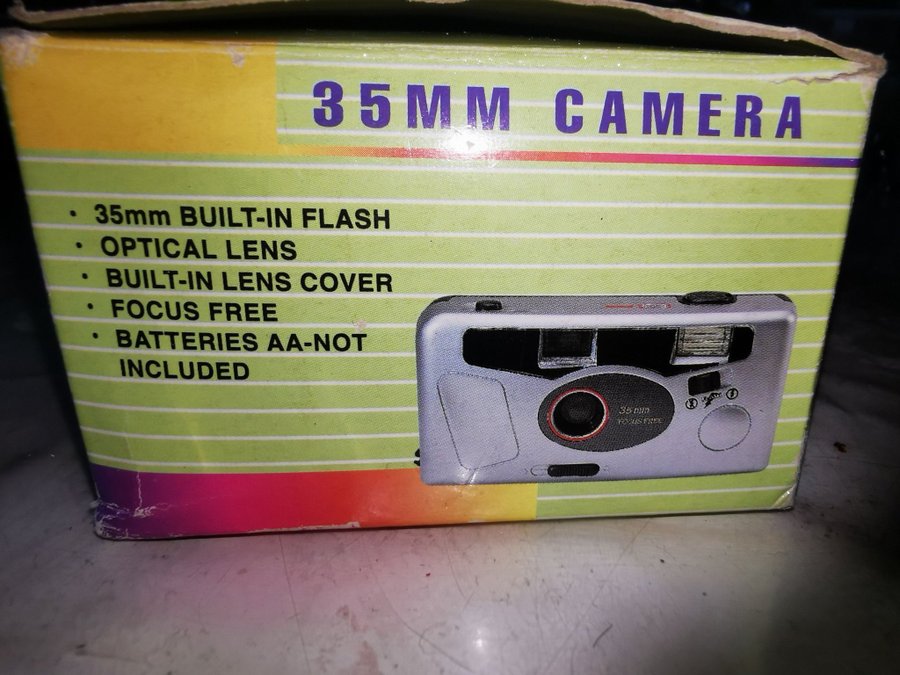 35MM CAMERA
· 35mm BUILT-IN FLASH
· OPTICAL LENS
· BUILT-IN LENS COVER
· FOCUS FREE
· BATTERIES AA-NOT
INCLUDED
35mm
FOCUS FREE